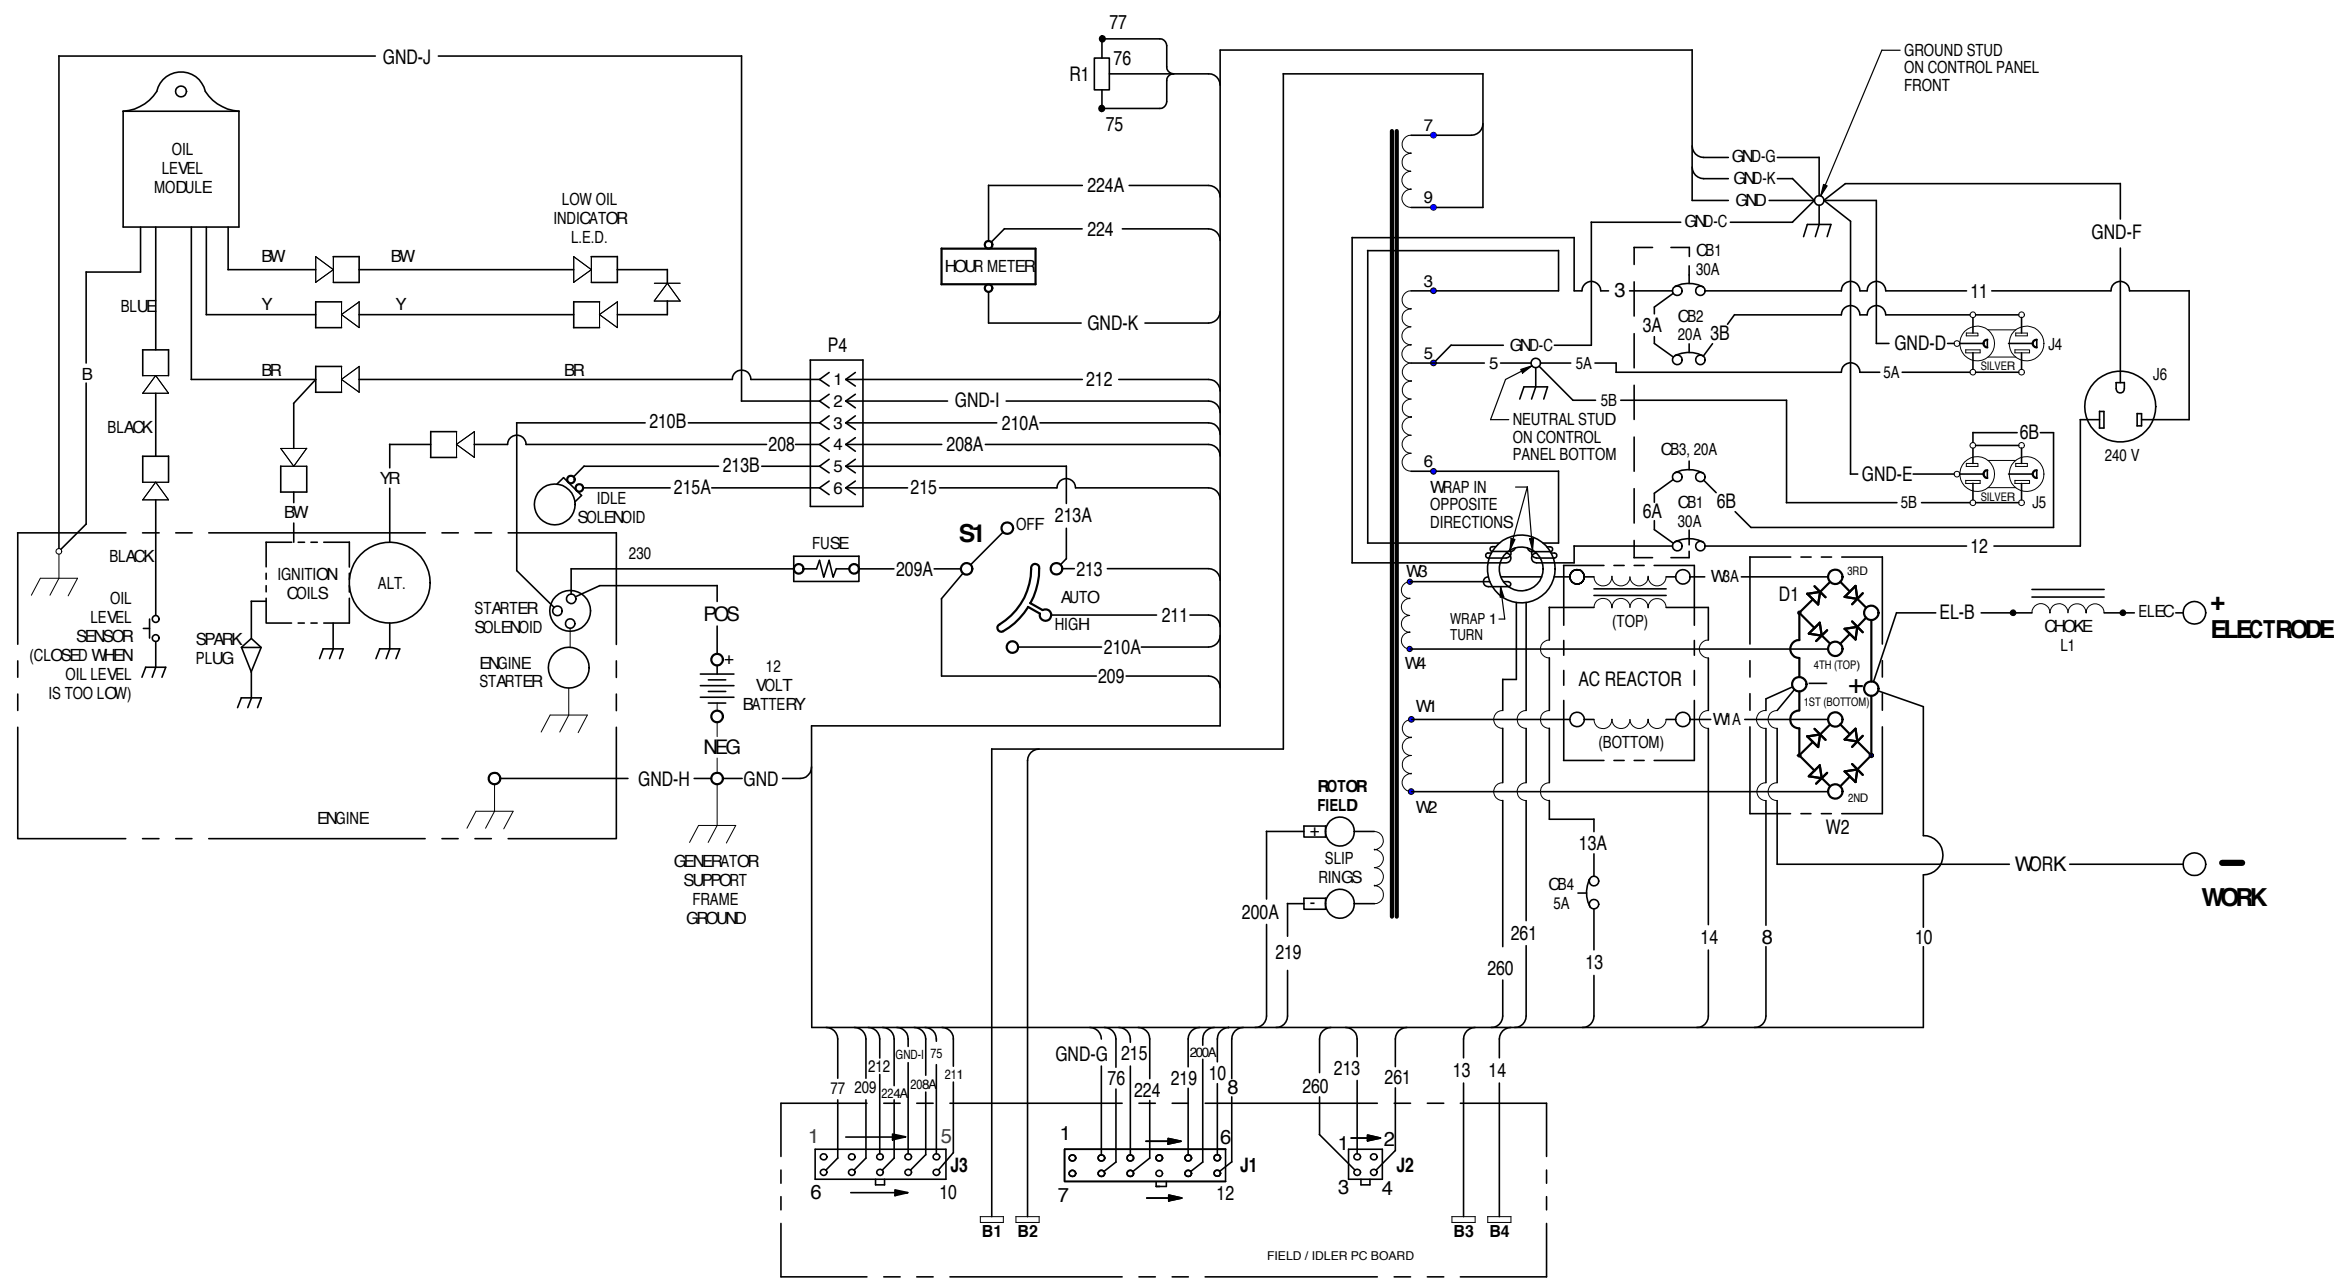 77
GND-J
76
R1
75
GROUND STUD
ON CONTROL PANEL
FRONT
OIL
LEVEL
MODULE
7
9
GND-G
GND-K
GND
GND-C
GND-F
LOW OIL
INDICATOR
L.E.D.
224A
224
HOUR METER
GND-K
BW
BW
Y
Y
BLUE
B
BR
BR
BLACK
CB1
30A
3
3
11
CB2
20A
3A
3B
GND-D
J4
SILVER
5
GND-C
5
5A
5A
5B
J6
240 V
NEUTRAL STUD
ON CONTROL
PANEL BOTTOM
P4
1
212
2
GND-I
210B
3
210A
208
4
208A
213B
5
215A
6
215
YR
BW
IDLE
SOLENOID
213A
6
WRAP IN
OPPOSITE
DIRECTIONS
CB3, 20A
CB1
30A
6A
6B
6B
GND-E
5B
SILVER
J5
12
BLACK
IGNITION
COILS
ALT.
230
FUSE
209A
S1
OFF
213
AUTO
HIGH
211
210A
209
OIL
LEVEL
SENSOR
(CLOSED WHEN
OIL LEVEL
IS TOO LOW)
SPARK
PLUG
STARTER
SOLENOID
ENGINE
STARTER
POS
+
12
VOLT
BATTERY
NEG
GND-H
GND
ENGINE
GENERATOR
SUPPORT
FRAME
GROUND
W3
W4
WRAP 1
TURN
W3A
(TOP)
AC REACTOR
W1
W1A
(BOTTOM)
W2
D1
3RD
4TH (TOP)
1ST (BOTTOM)
2ND
—
+
W2
EL-B
CHOKE
L1
ELEC
+
ELECTRODE
WORK
–
WORK
ROTOR
FIELD
+
SLIP
RINGS
-
200A
219
260
261
13A
CB4
5A
13
14
8
10
77
209
212
224A
GND-I
208A
75
211
GND-G
76
215
224
219
200A
10
8
260
213
261
13
14
1
5
J3
6
10
1
6
J1
7
12
1
2
J2
3
4
B1
B2
B3
B4
FIELD / IDLER PC BOARD